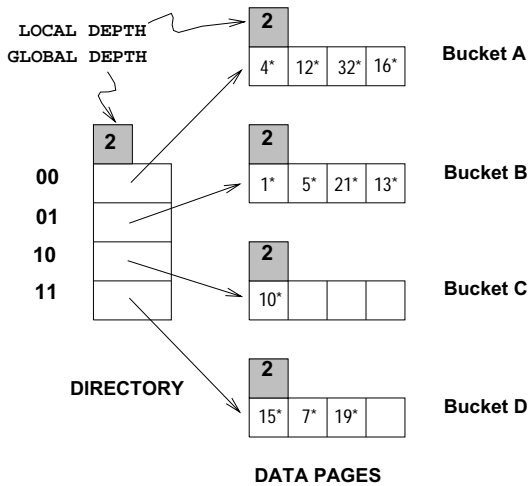 LOCAL DEPTH
GLOBAL DEPTH
2
00
01
10
11
DIRECTORY
2
4* 12* 32* 16*
Bucket A
2
1* 5* 21* 13*
Bucket B
2
10*
Bucket C
2
15* 7* 19*
Bucket D
DATA PAGES